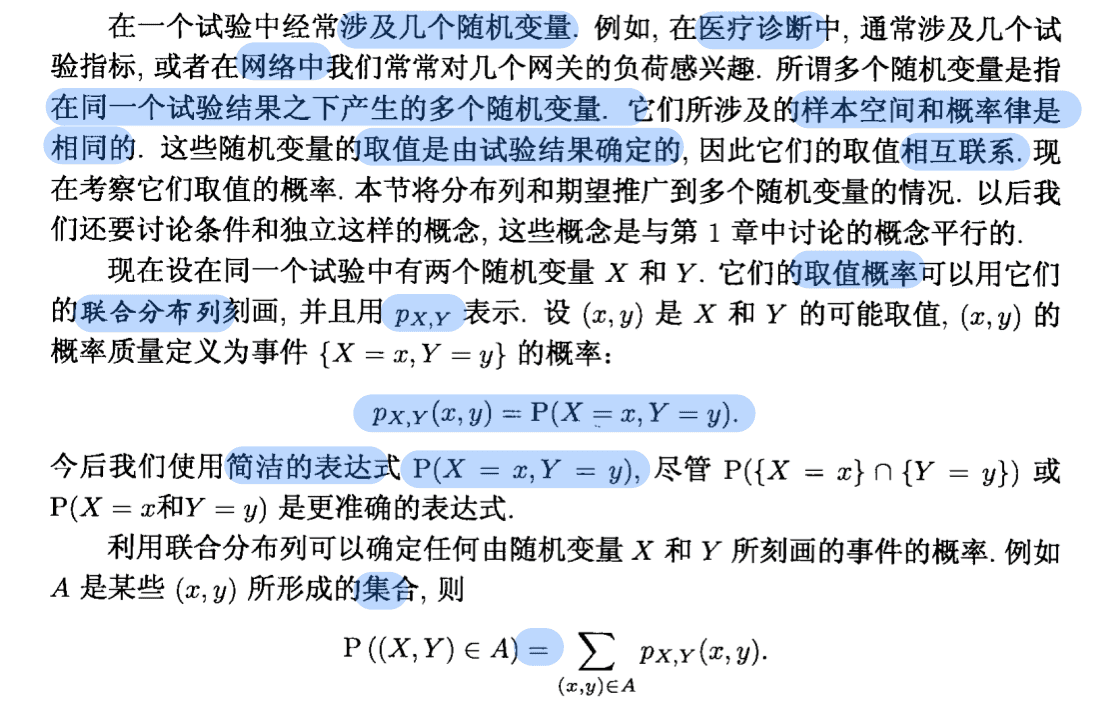 在一个试验中经常涉及几个随机变量. 例如, 在医疗诊断中, 通常涉及几个试
验指标, 或者在网络中我们常常对几个网关的负荷感兴趣. 所谓多个随机变量是指
在同一个试验结果之下产生的多个随机变量. 它们所涉及的样本空间和概率律是
相同的. 这些随机变量的取值是由试验结果确定的, 因此它们的取值相互联系. 现
在考察它们取值的概率. 本节将分布列和期望推广到多个随机变量的情况. 以后我
们还要讨论条件和独立这样的概念, 这些概念是与第 1 章中讨论的概念平行的.
现在设在同一个试验中有两个随机变量 X 和 Y. 它们的取值概率可以用它们
的联合分布列刻画, 并且用 p_{X,Y} 表示. 设 (x, y) 是 X 和 Y 的可能取值, (x, y) 的
概率质量定义为事件 {X = x, Y = y} 的概率:
p_{X,Y}(x, y) = P(X = x, Y = y).
今后我们使用简洁的表达式 P(X = x, Y = y), 尽管 P({X = x} ∩ {Y = y}) 或
P(X = x和Y = y) 是更准确的表达式.
利用联合分布列可以确定任何由随机变量 X 和 Y 所刻画的事件的概率. 例如
A 是某些 (x, y) 所形成的集合, 则
P ((X, Y) ∈ A) = ∑_{(x,y)∈A} p_{X,Y}(x, y).